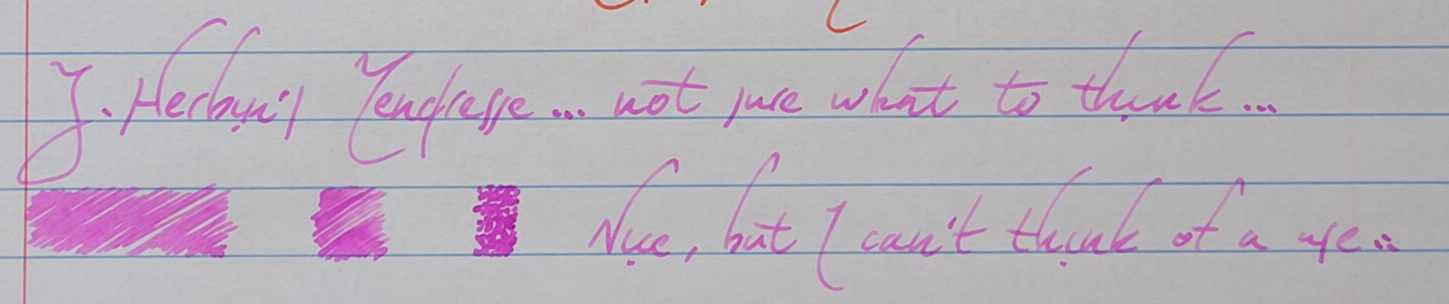 J. Herbin's Tendresse... not sure what to think...
Nice, but I can't think of a use..